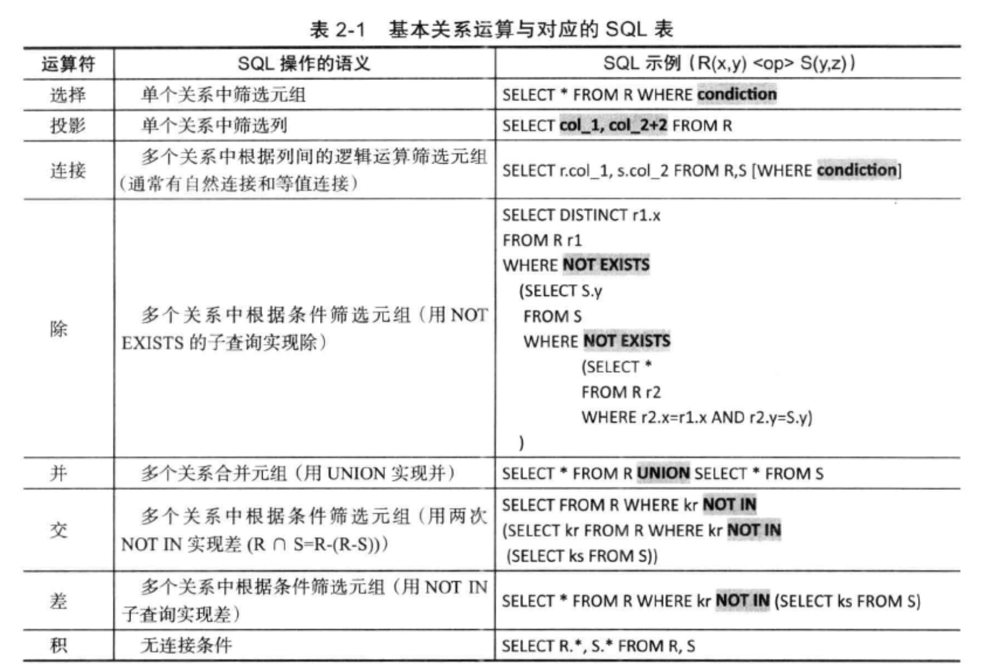 表 2-1 基本关系运算与对应的 SQL 表
运算符 SQL 操作的语义 SQL 示例（R(x,y) <op> S(y,z)）
选择 单个关系中筛选元组 SELECT * FROM R WHERE condiction
投影 单个关系中筛选列 SELECT col_1, col_2+2 FROM R
连接
多个关系中根据列间的逻辑运算筛选元组
（通常有自然连接和等值连接）
SELECT r.col_1, s.col_2 FROM R,S [WHERE condiction]
除
多个关系中根据条件筛选元组（用 NOT
EXISTS 的子查询实现除）
SELECT DISTINCT r1.x
FROM R r1
WHERE NOT EXISTS
(SELECT S.y
FROM S
WHERE NOT EXISTS
(SELECT *
FROM R r2
WHERE r2.x=r1.x AND r2.y=S.y)
)
并 多个关系合并元组（用 UNION 实现并） SELECT * FROM R UNION SELECT * FROM S
交
多个关系中根据条件筛选元组（用两次
NOT IN 实现差 (R ∩ S=R-(R-S))）
SELECT FROM R WHERE kr NOT IN
(SELECT kr FROM R WHERE kr NOT IN
(SELECT ks FROM S))
差
多个关系中根据条件筛选元组（用 NOT IN
子查询实现差）
SELECT * FROM R WHERE kr NOT IN (SELECT ks FROM S)
积 无连接条件 SELECT R.*, S.* FROM R, S